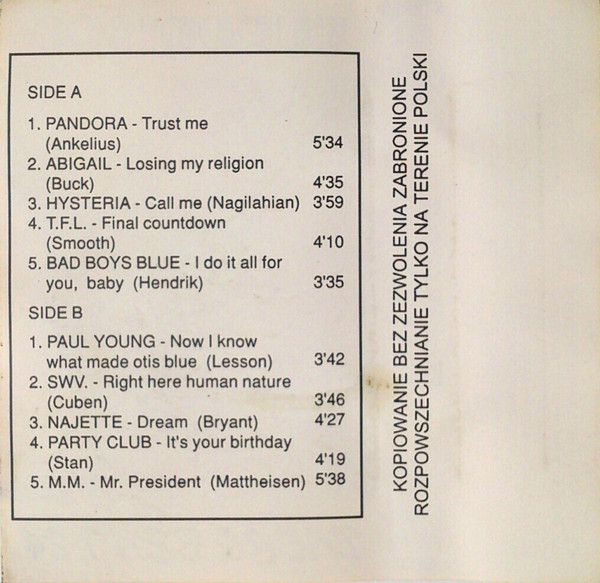 SIDE A
1. PANDORA - Trust me
(Ankelius) 5'34
2. ABIGAIL - Losing my religion
(Buck) 4'35
3. HYSTERIA - Call me (Nagilahian) 3'59
4. T.F.L. - Final countdown
(Smooth) 4'10
5. BAD BOYS BLUE - I do it all for
you, baby (Hendrik) 3'35
SIDE B
1. PAUL YOUNG - Now I know
what made otis blue (Lesson) 3'42
2. SWV. - Right here human nature
(Cuben) 3'46
3. NAJETTE - Dream (Bryant) 4'27
4. PARTY CLUB - It's your birthday
(Stan) 4'19
5. M.M. - Mr. President (Mattheisen) 5'38
KOPIOWANIE BEZ ZEZWOLENIA ZABRONIONE
ROZPOWSZECHNIANIE TYLKO NA TERENIE POLSKI